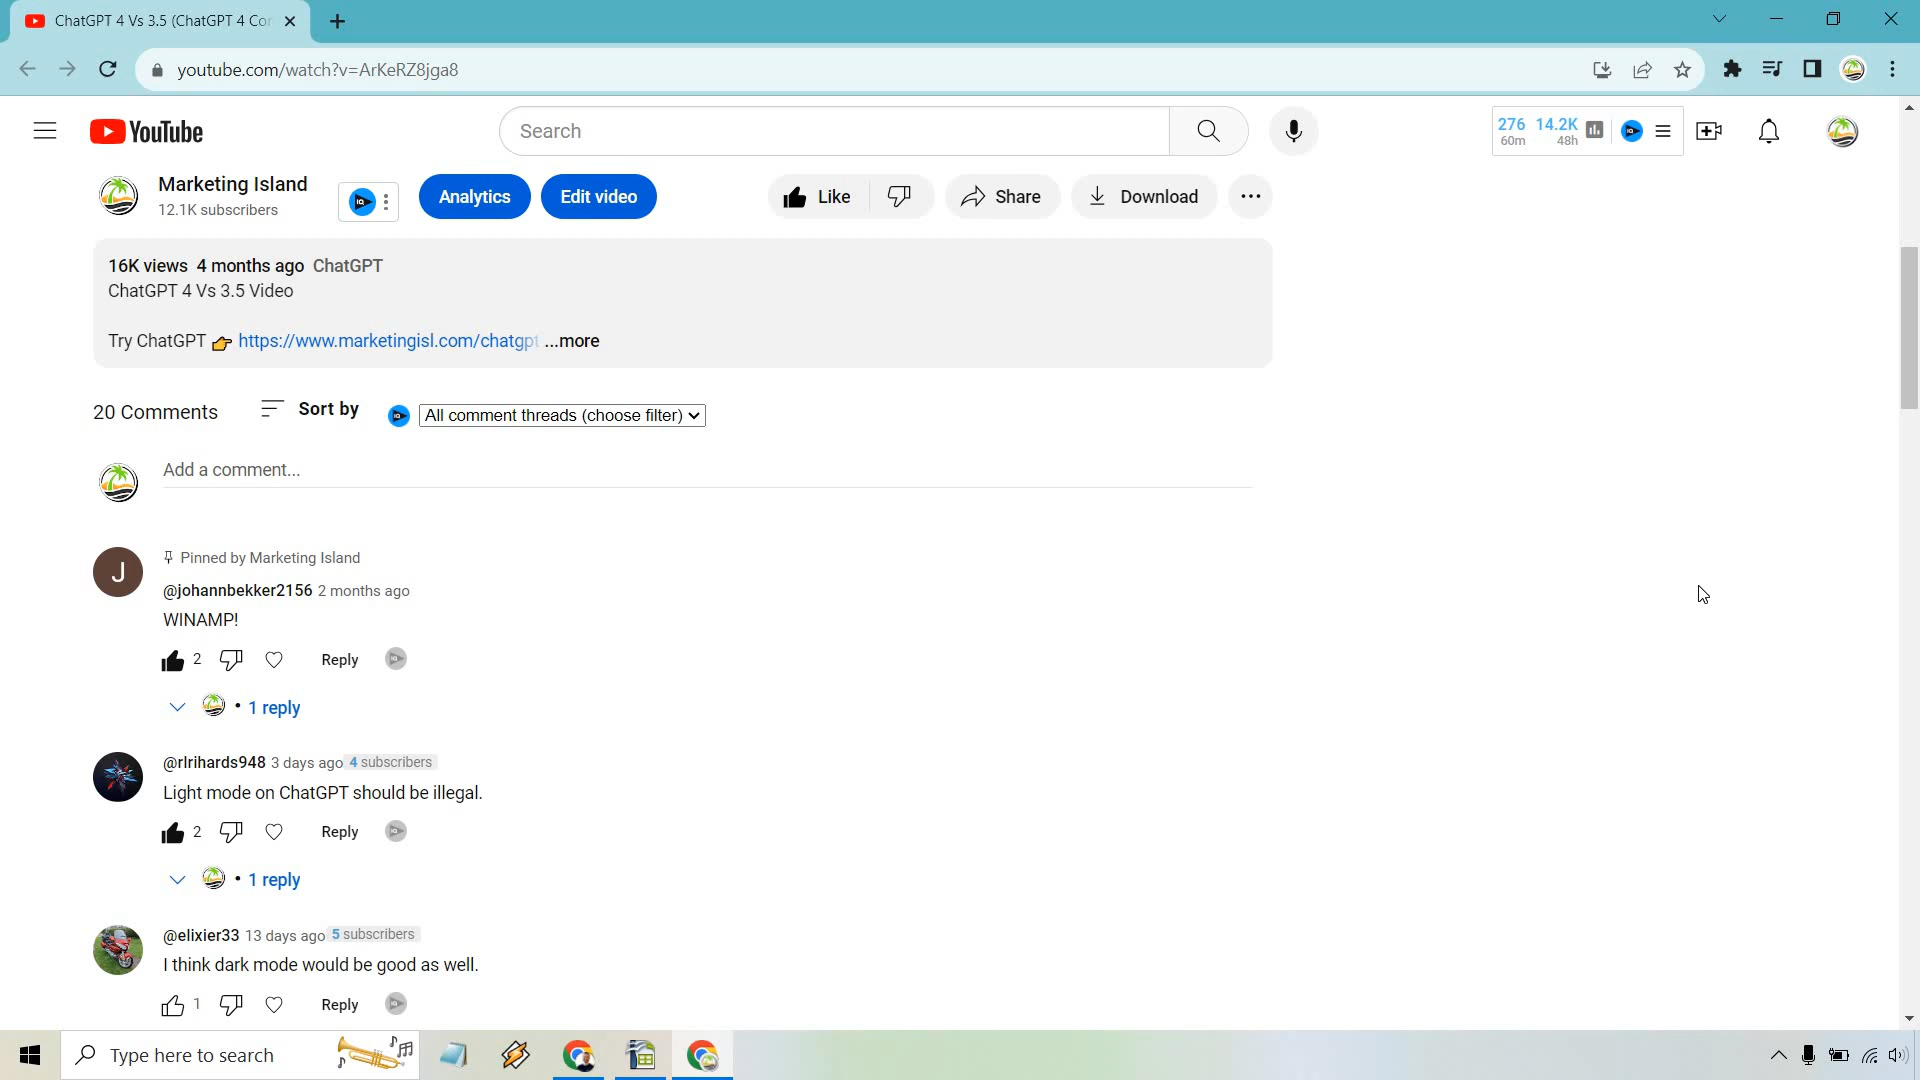 ChatGPT 4 Vs 3.5 (ChatGPT 4 Cor
youtube.com/watch?v=ArKeRZ8jga8
YouTube
Search
276 14.2K
60m 48h
Marketing Island
12.1K subscribers
Analytics
Edit video
Like
Share
Download
16K views 4 months ago ChatGPT
ChatGPT 4 Vs 3.5 Video
Try ChatGPT 👉 https://www.marketingisl.com/chatgpt ...more
20 Comments
Sort by
All comment threads (choose filter)
Add a comment...
Pinned by Marketing Island
J
@johannbekker2156 2 months ago
WINAMP!
2
Reply
• 1 reply
@rlrihards948 3 days ago 4 subscribers
Light mode on ChatGPT should be illegal.
2
Reply
• 1 reply
@elixier33 13 days ago 5 subscribers
I think dark mode would be good as well.
1
Reply
Type here to search